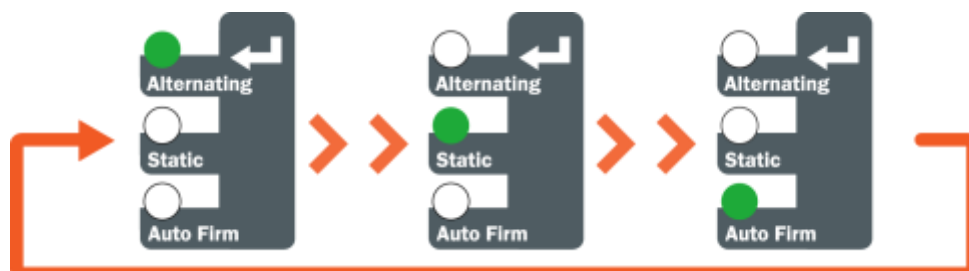 Alternating
Static
Auto Firm
Alternating
Static
Auto Firm
Alternating
Static
Auto Firm